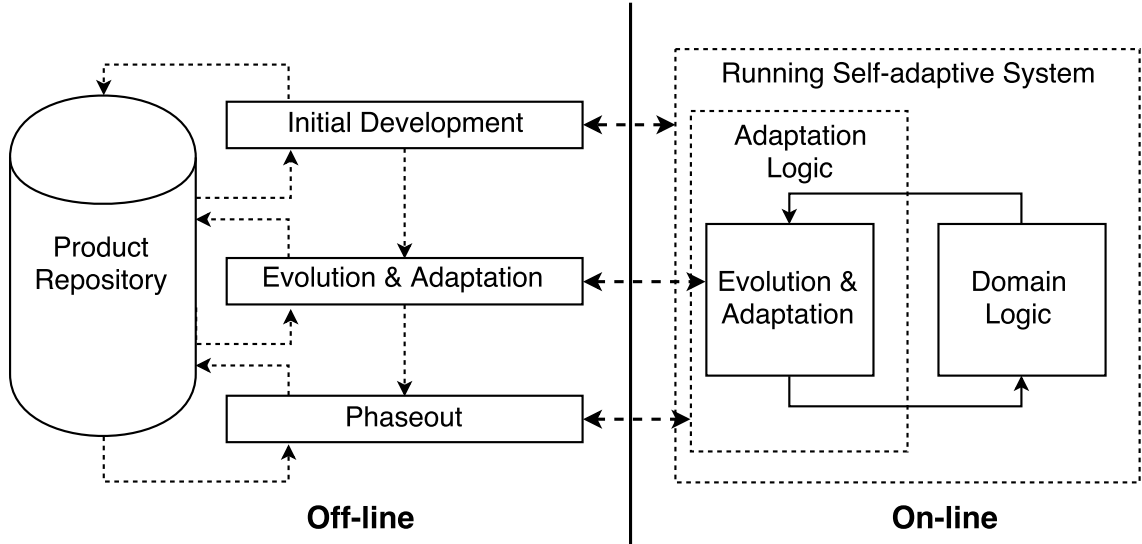 Running Self-adaptive System
Initial Development
Adaptation
Logic
Product
Repository
Evolution & Adaptation
Evolution &
Adaptation
Domain
Logic
Phaseout
Off-line
On-line